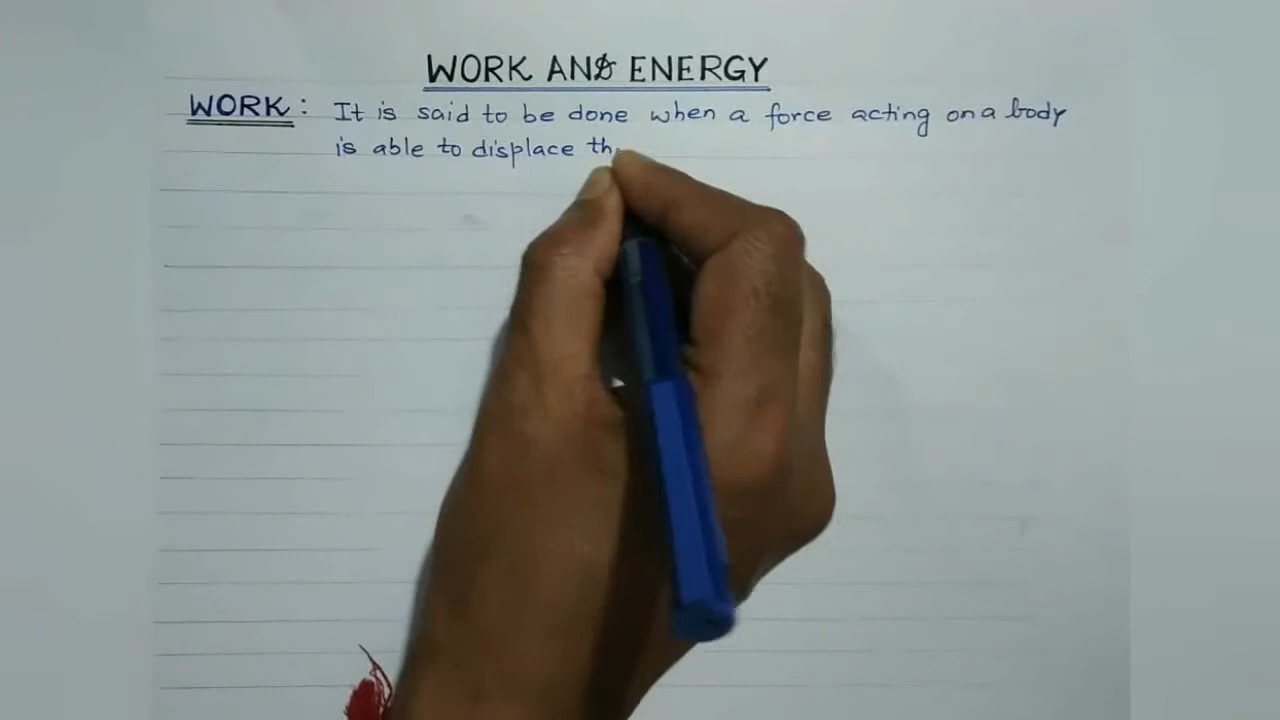 WORK AND ENERGY
WORK: It is said to be done when a force acting on a body
is able to displace th